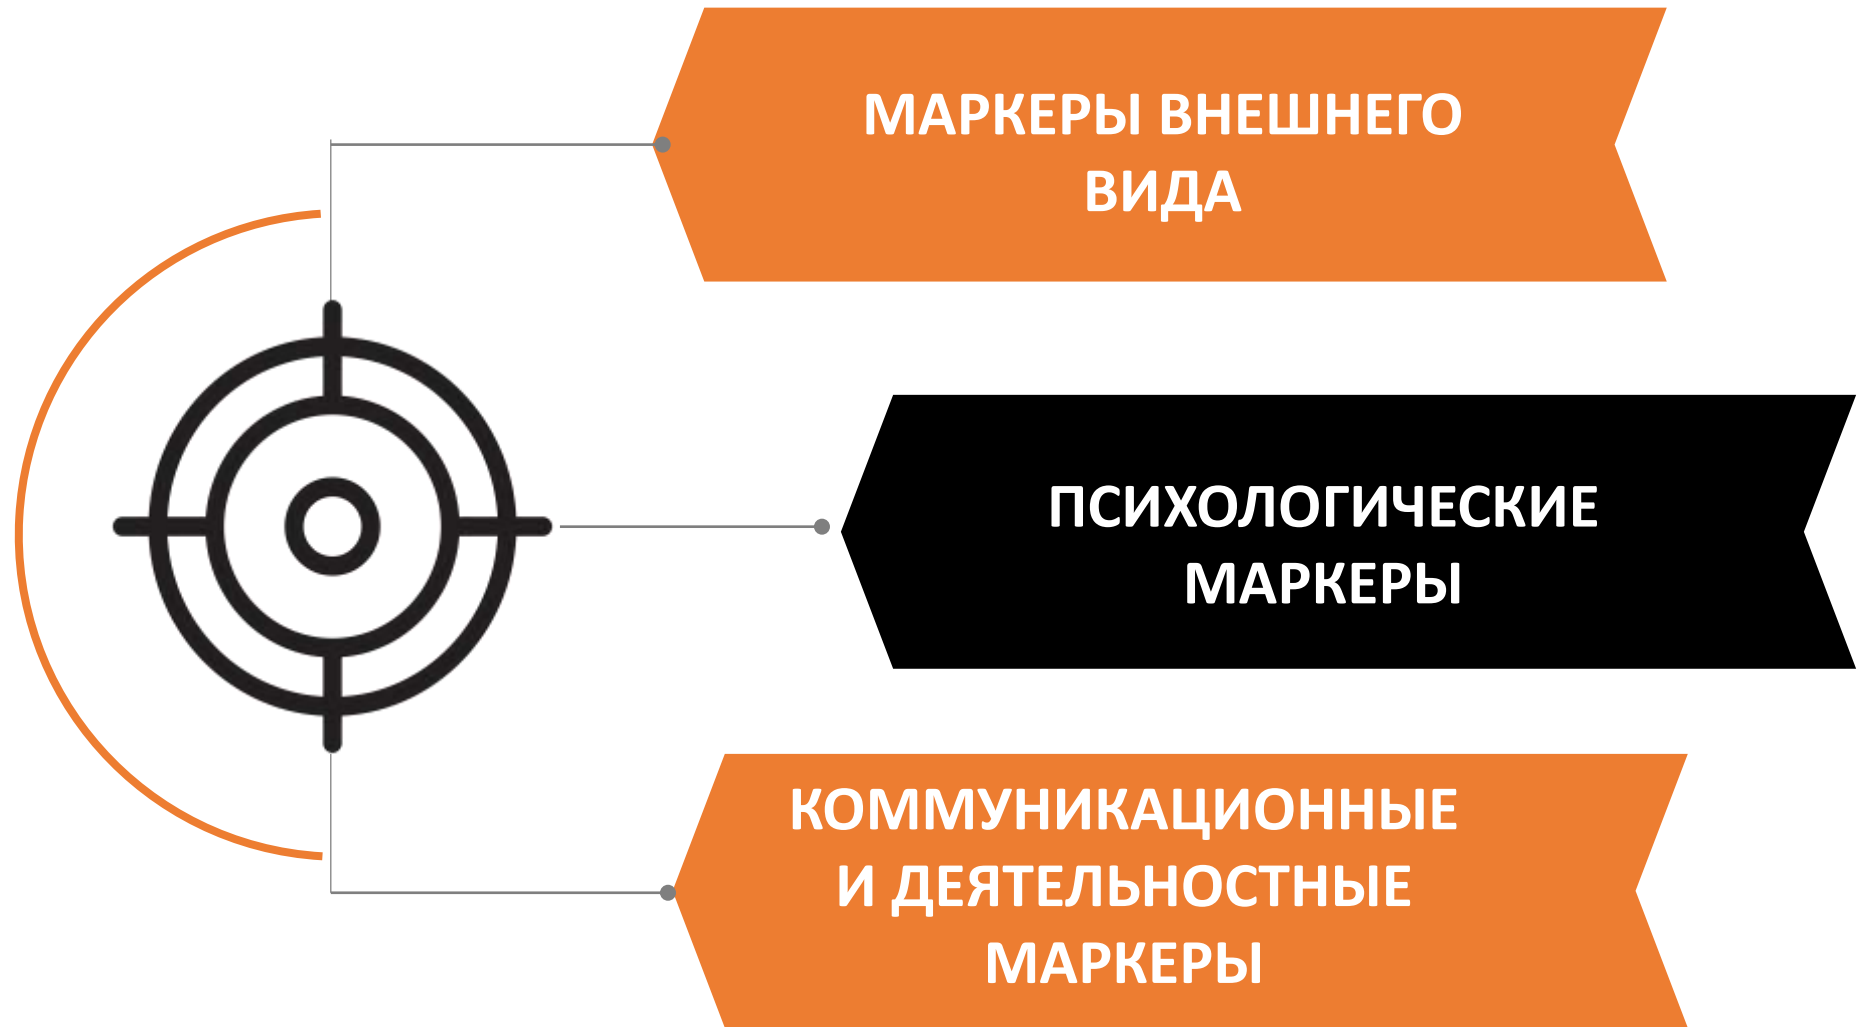 МАРКЕРЫ ВНЕШНЕГО
ВИДА
ПСИХОЛОГИЧЕСКИЕ
МАРКЕРЫ
КОММУНИКАЦИОННЫЕ
И ДЕЯТЕЛЬНОСТНЫЕ
МАРКЕРЫ